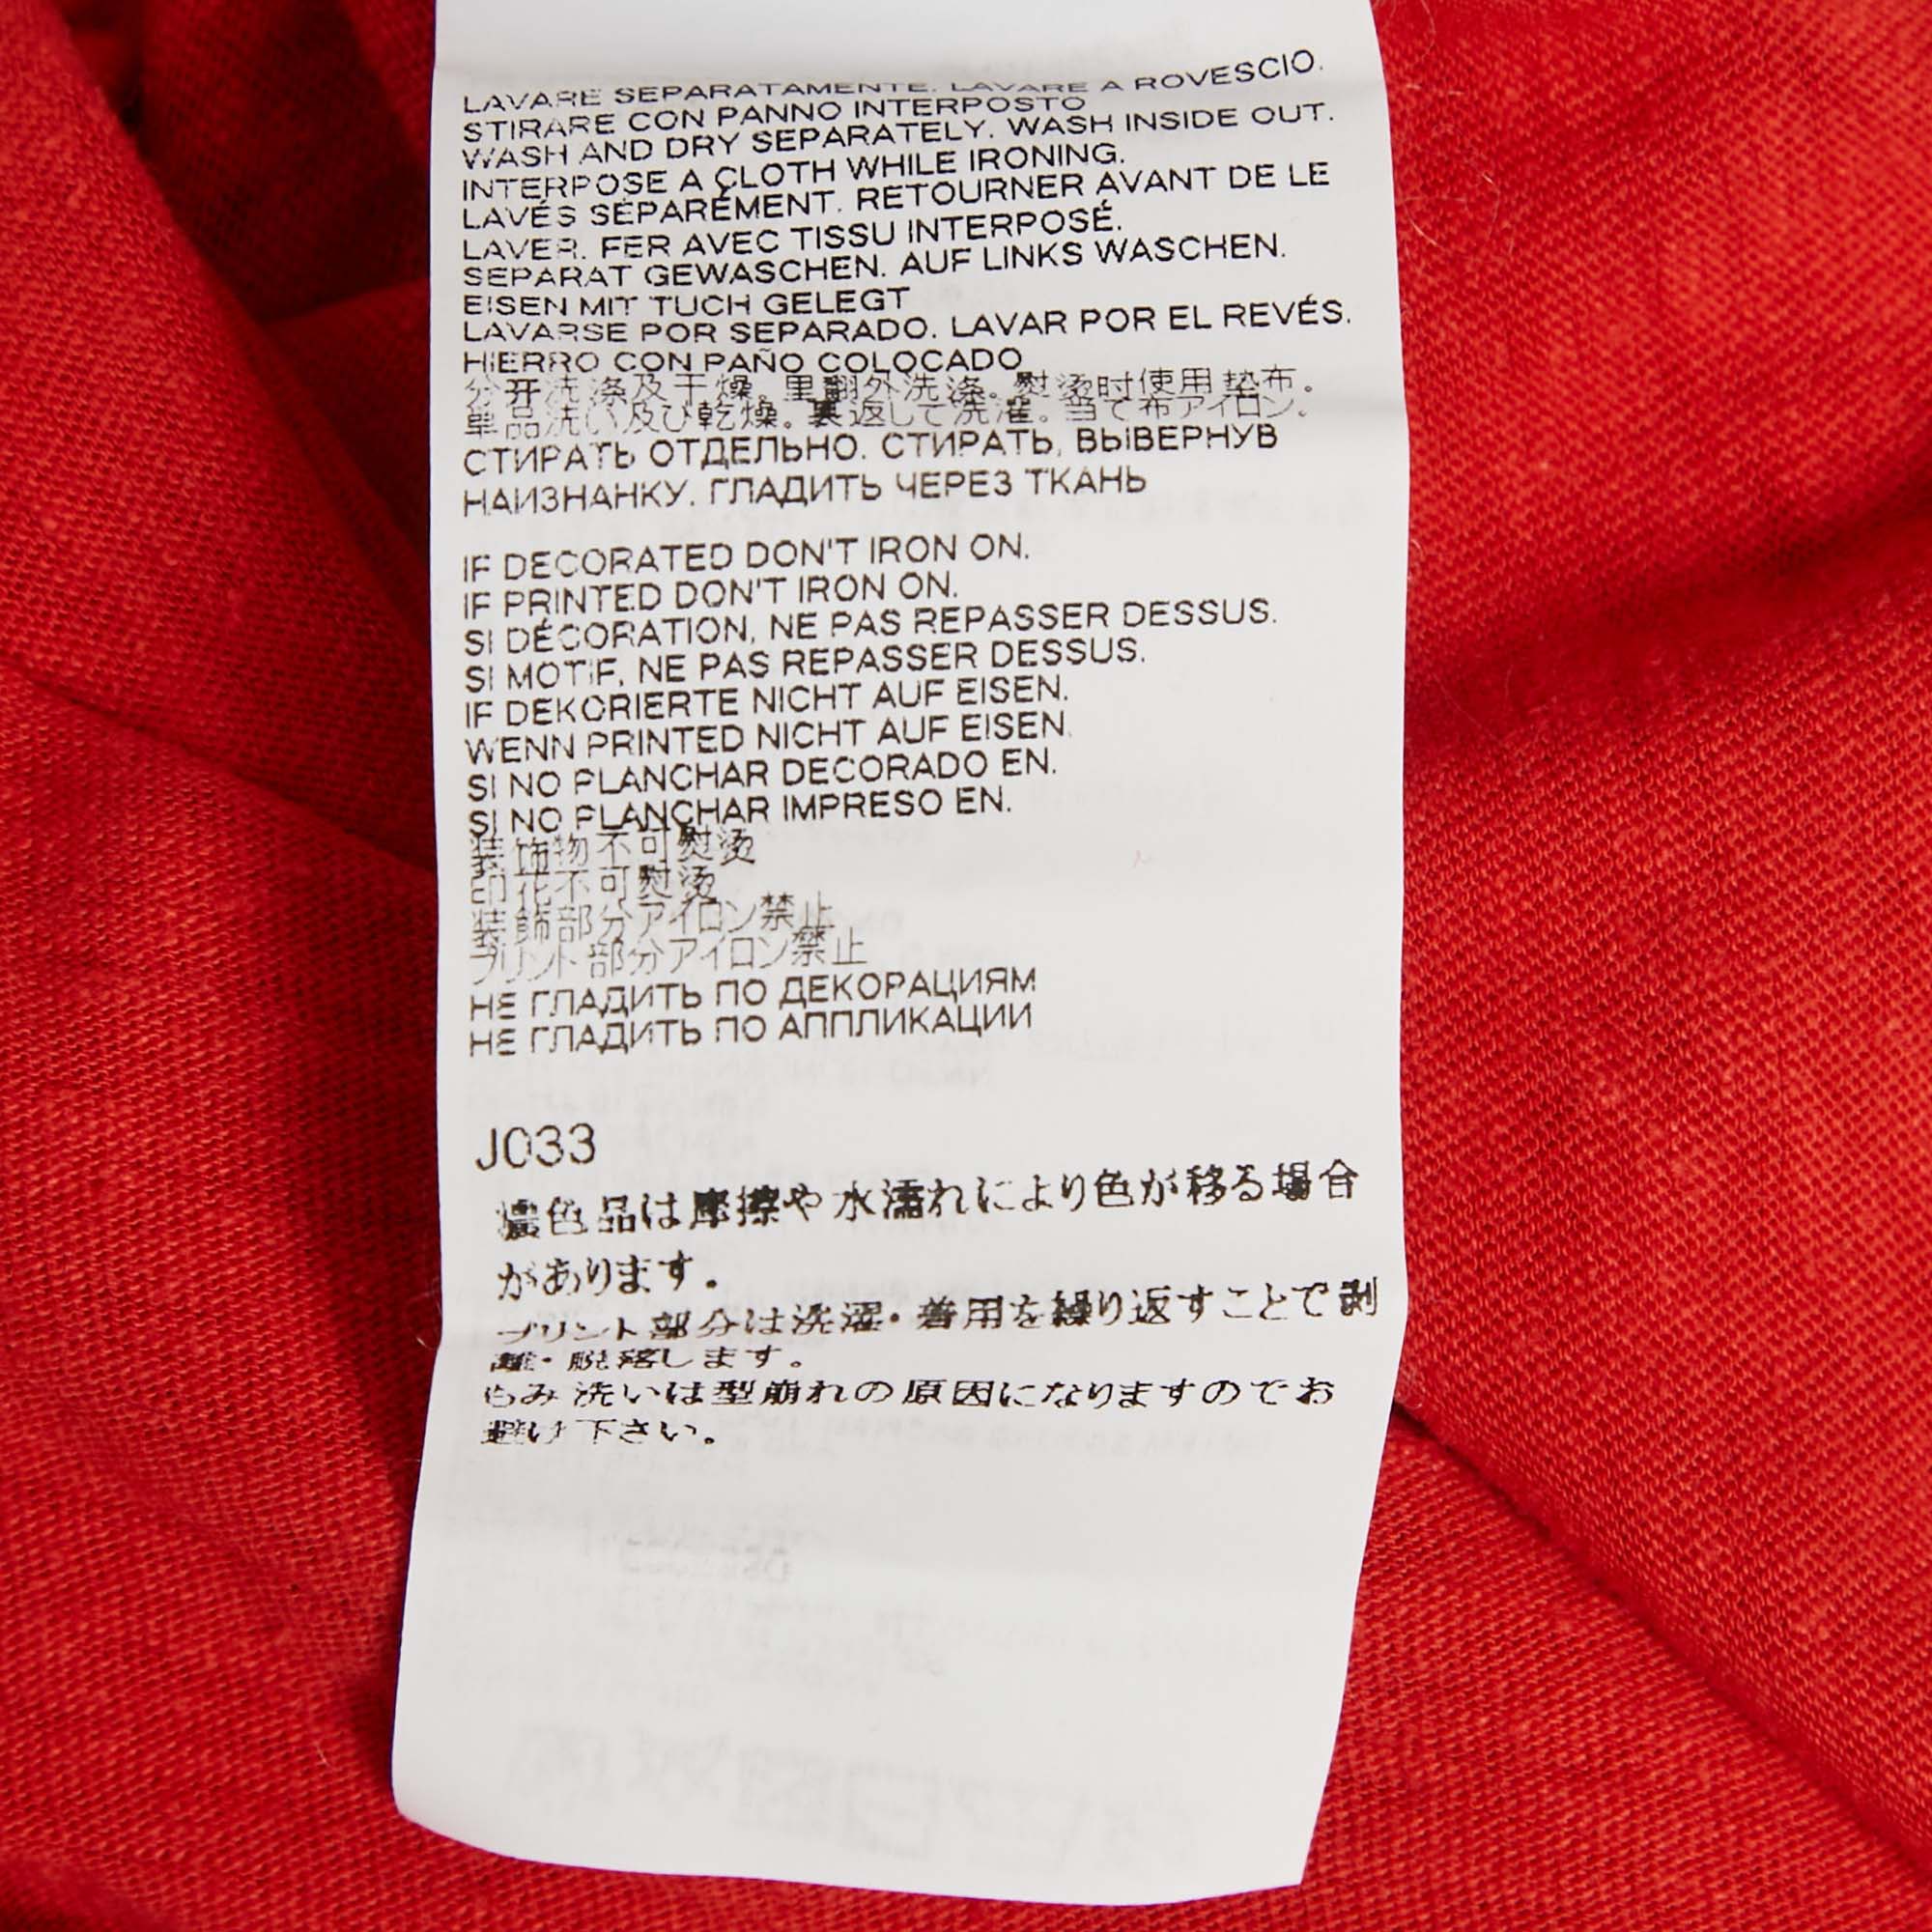 LAVARE SEPARATAMENTE. LAVARE A ROVESCIO.
STIRARE CON PANNO INTERPOSTO
WASH AND DRY SEPARATELY. WASH INSIDE OUT.
INTERPOSE A CLOTH WHILE IRONING.
LAVÉS SÉPARÉMENT. RETOURNER AVANT DE LE
LAVER. FER AVEC TISSU INTERPOSÉ.
SEPARAT GEWASCHEN. AUF LINKS WASCHEN.
EISEN MIT TUCH GELEGT
LAVARSE POR SEPARADO. LAVAR POR EL REVÉS.
HIERRO CON PAÑO COLOCADO
分开洗涤及干燥。里翻外洗涤。熨烫时使用垫布。
単品洗い及び乾燥。裏返して洗濯。当て布アイロン。
СТИРАТЬ ОТДЕЛЬНО. СТИРАТЬ, ВЫВЕРНУВ
НАИЗНАНКУ. ГЛАДИТЬ ЧЕРЕЗ ТКАНЬ
IF DECORATED DON'T IRON ON.
IF PRINTED DON'T IRON ON.
SI DÉCORATION, NE PAS REPASSER DESSUS.
SI MOTIF, NE PAS REPASSER DESSUS.
IF DEKORIERTE NICHT AUF EISEN.
WENN PRINTED NICHT AUF EISEN.
SI NO PLANCHAR DECORADO EN.
SI NO PLANCHAR IMPRESO EN.
装饰物不可熨烫
印花不可熨烫
装飾部分アイロン禁止
プリント部分アイロン禁止
НЕ ГЛАДИТЬ ПО ДЕКОРАЦИЯМ
НЕ ГЛАДИТЬ ПО АППЛИКАЦИИ
J033
濃色品は摩擦や水濡れにより色が移る場合
があります。
プリント部分は洗濯・着用を繰り返すことで剥
離・脱落します。
もみ洗いは型崩れの原因になりますのでお
避け下さい。